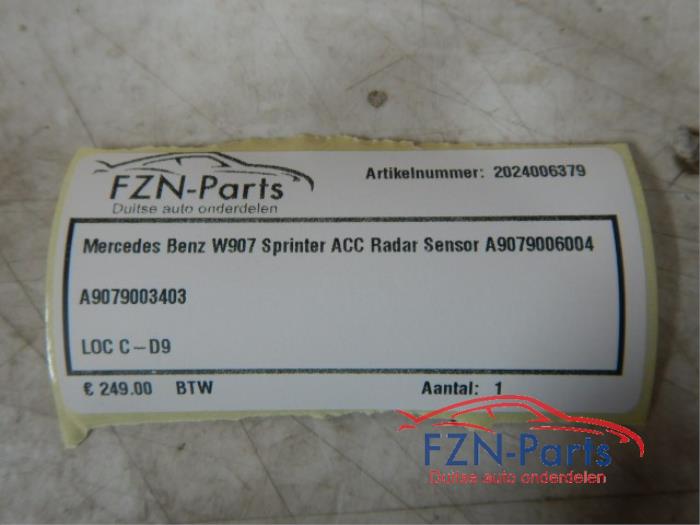 FZN-Parts
Duitse auto onderdelen
Artikelnummer: 2024006379
Mercedes Benz W907 Sprinter ACC Radar Sensor A9079006004
A9079003403
LOC C-D9
€ 249.00 BTW
Aantal: 1
FZN-Parts
Duitse auto onderdelen